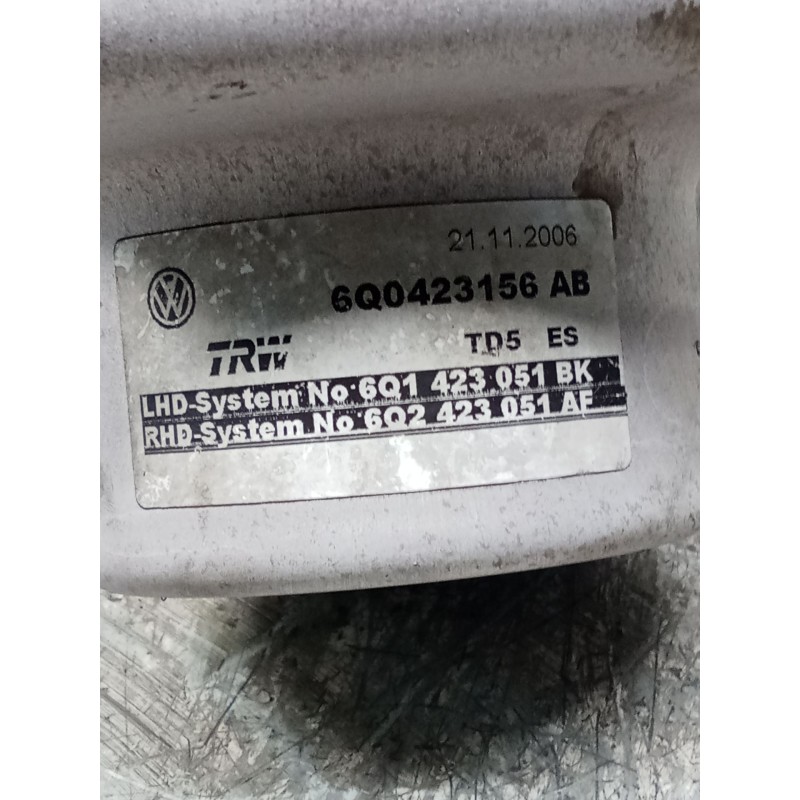 21.11.2006
6Q0423156 AB
TRW TD5 ES
LHD-System No 6Q1 423 051 BK
RHD-System No 6Q2 423 051 AF